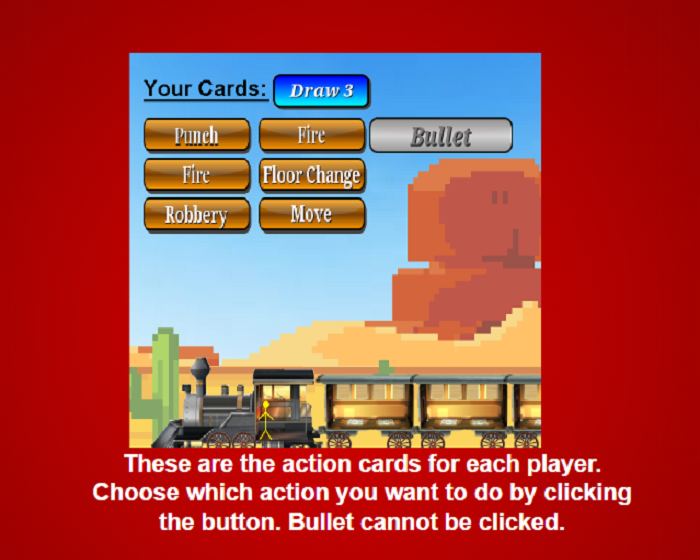 Your Cards: Draw 3
Punch Fire Bullet
Fire Floor Change
Robbery Move
These are the action cards for each player.
Choose which action you want to do by clicking
the button. Bullet cannot be clicked.